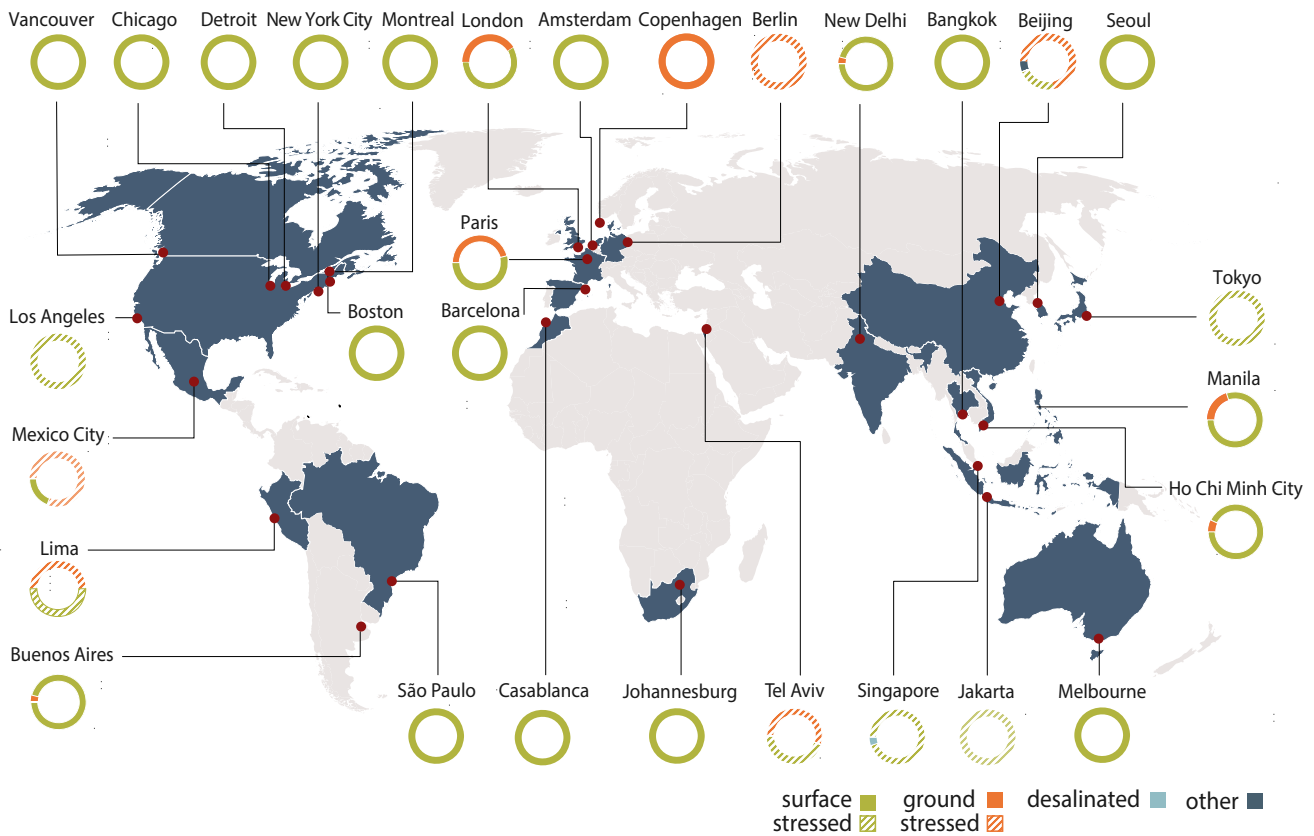 Vancouver
Chicago
Detroit
New York City
Montreal
London
Amsterdam
Copenhagen
Berlin
New Delhi
Bangkok
Beijing
Seoul
Paris
Tokyo
Los Angeles
Boston
Barcelona
Manila
Mexico City
Ho Chi Minh City
Lima
Buenos Aires
São Paulo
Casablanca
Johannesburg
Tel Aviv
Singapore
Jakarta
Melbourne
surface
ground
desalinated
other
stressed
stressed